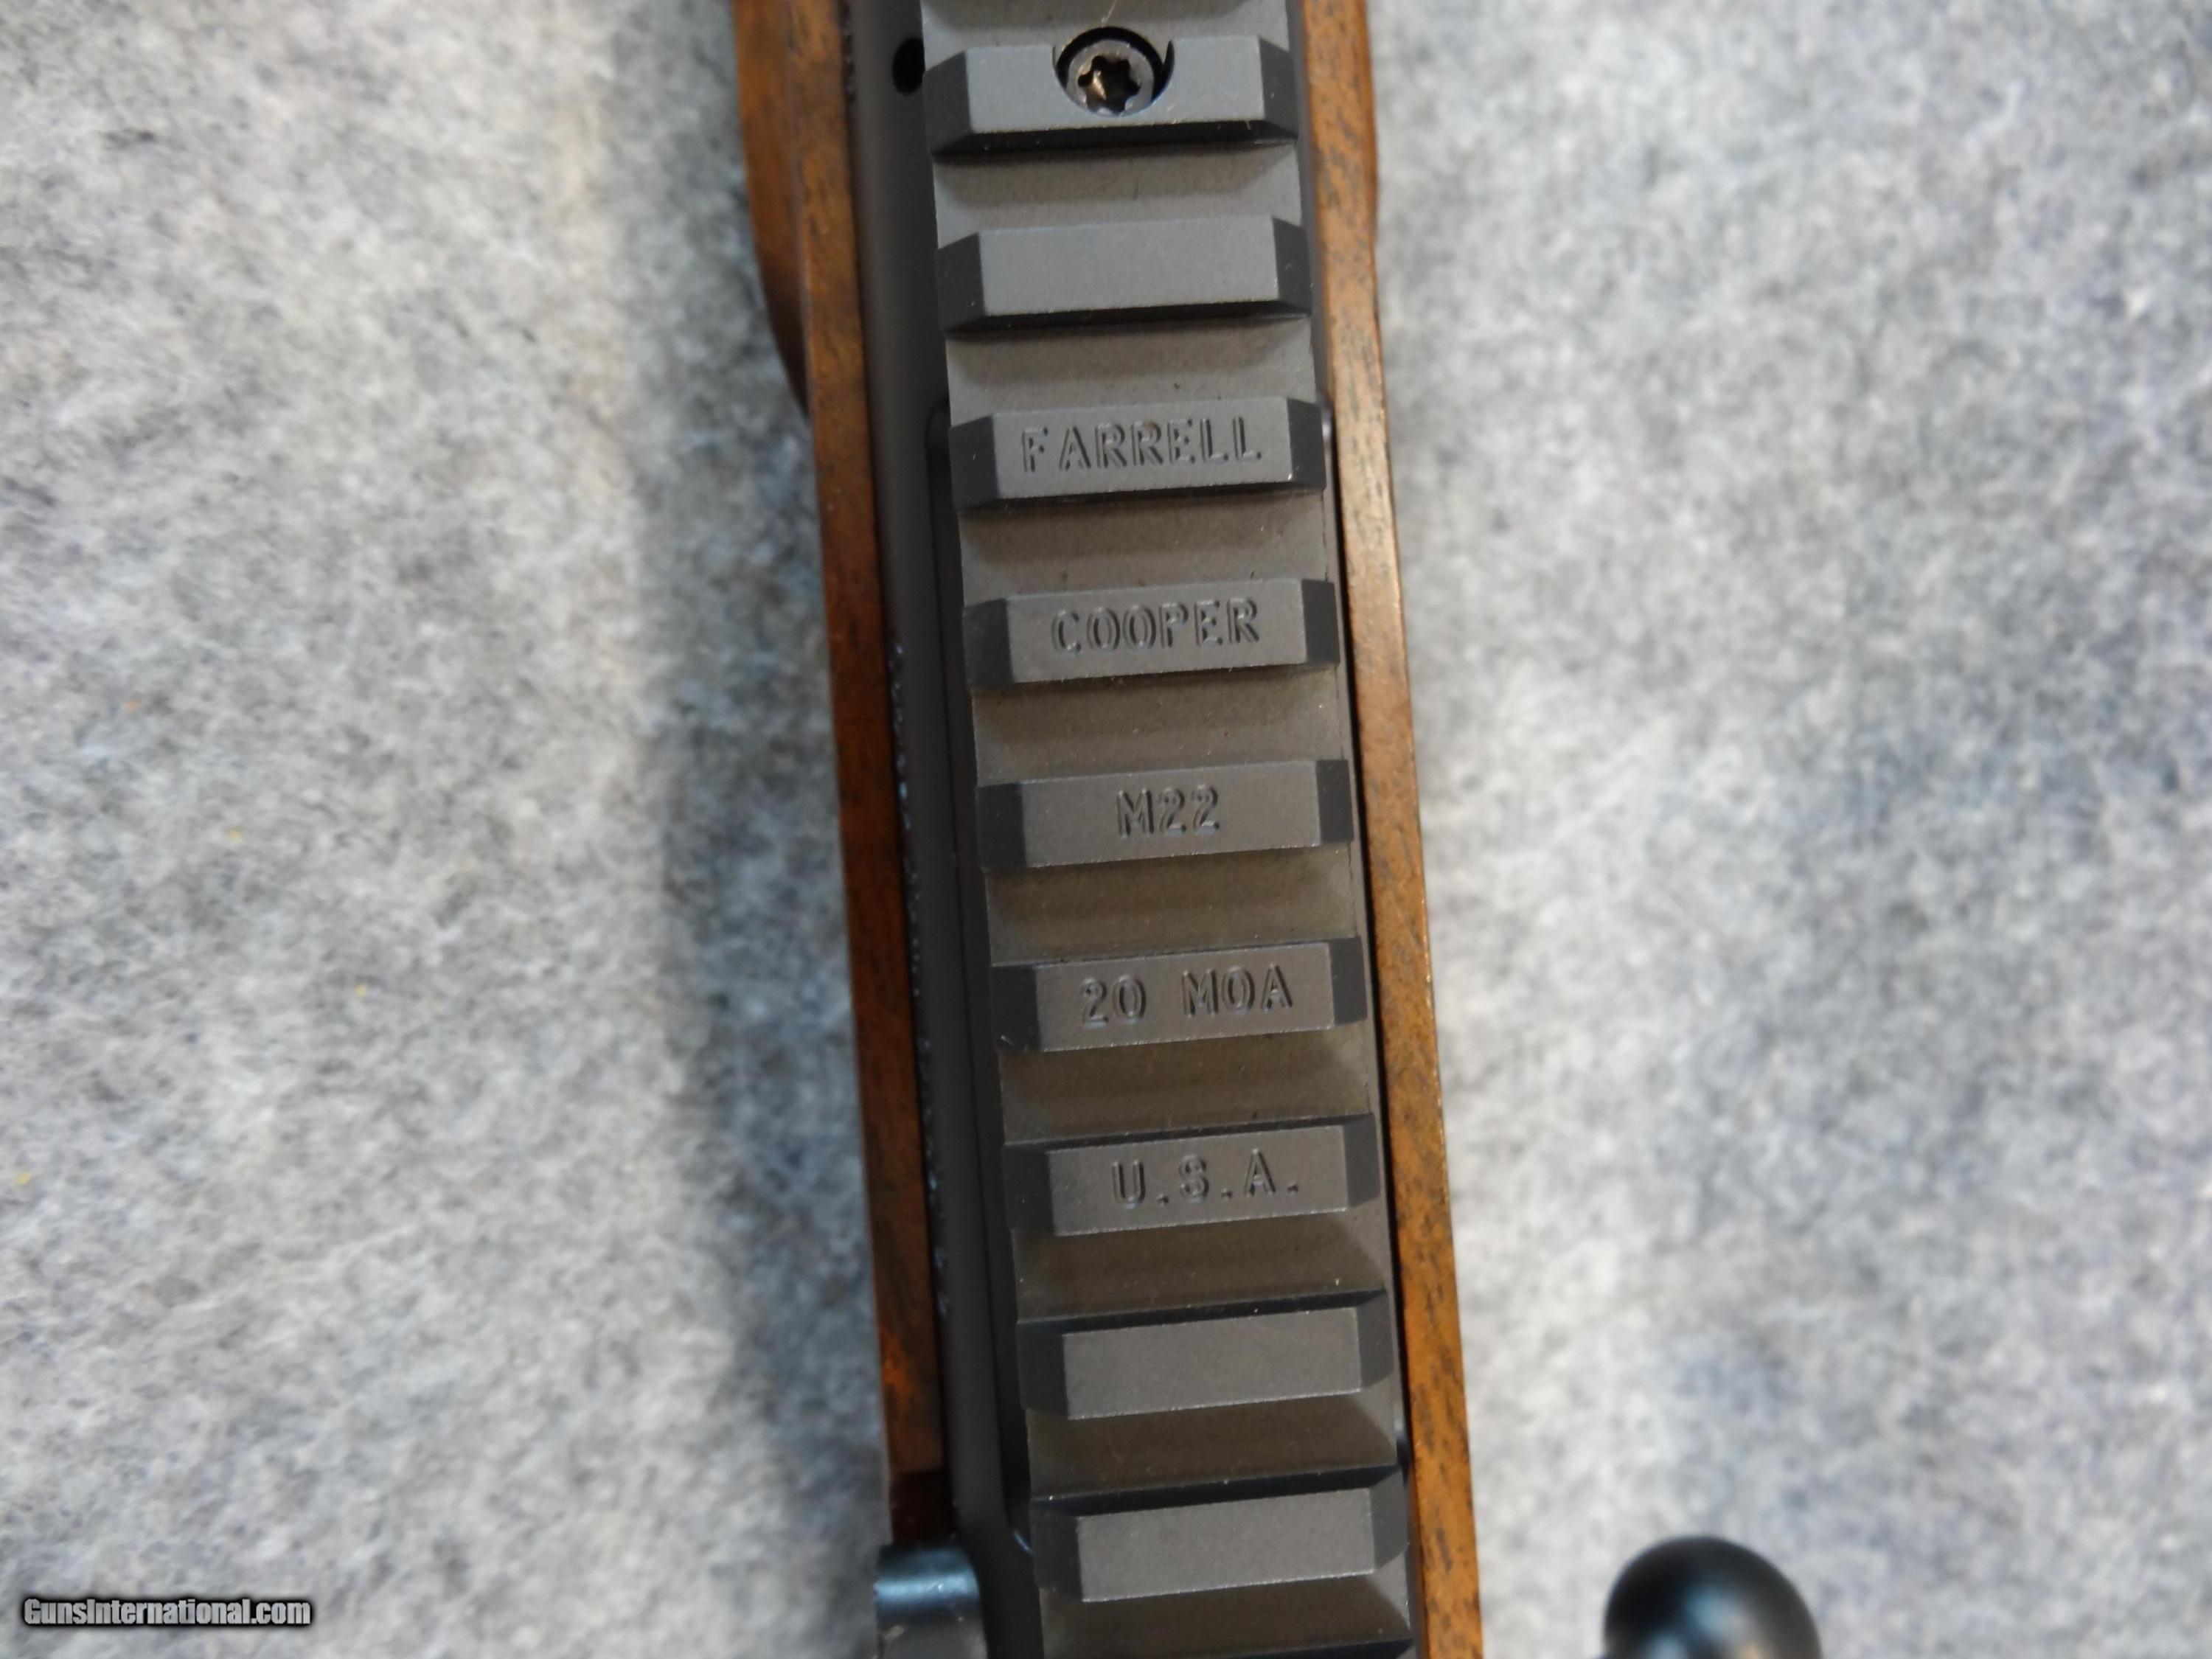 FARRELL
COOPER
M22
20 MOA
U.S.A.
GunsInternational.com